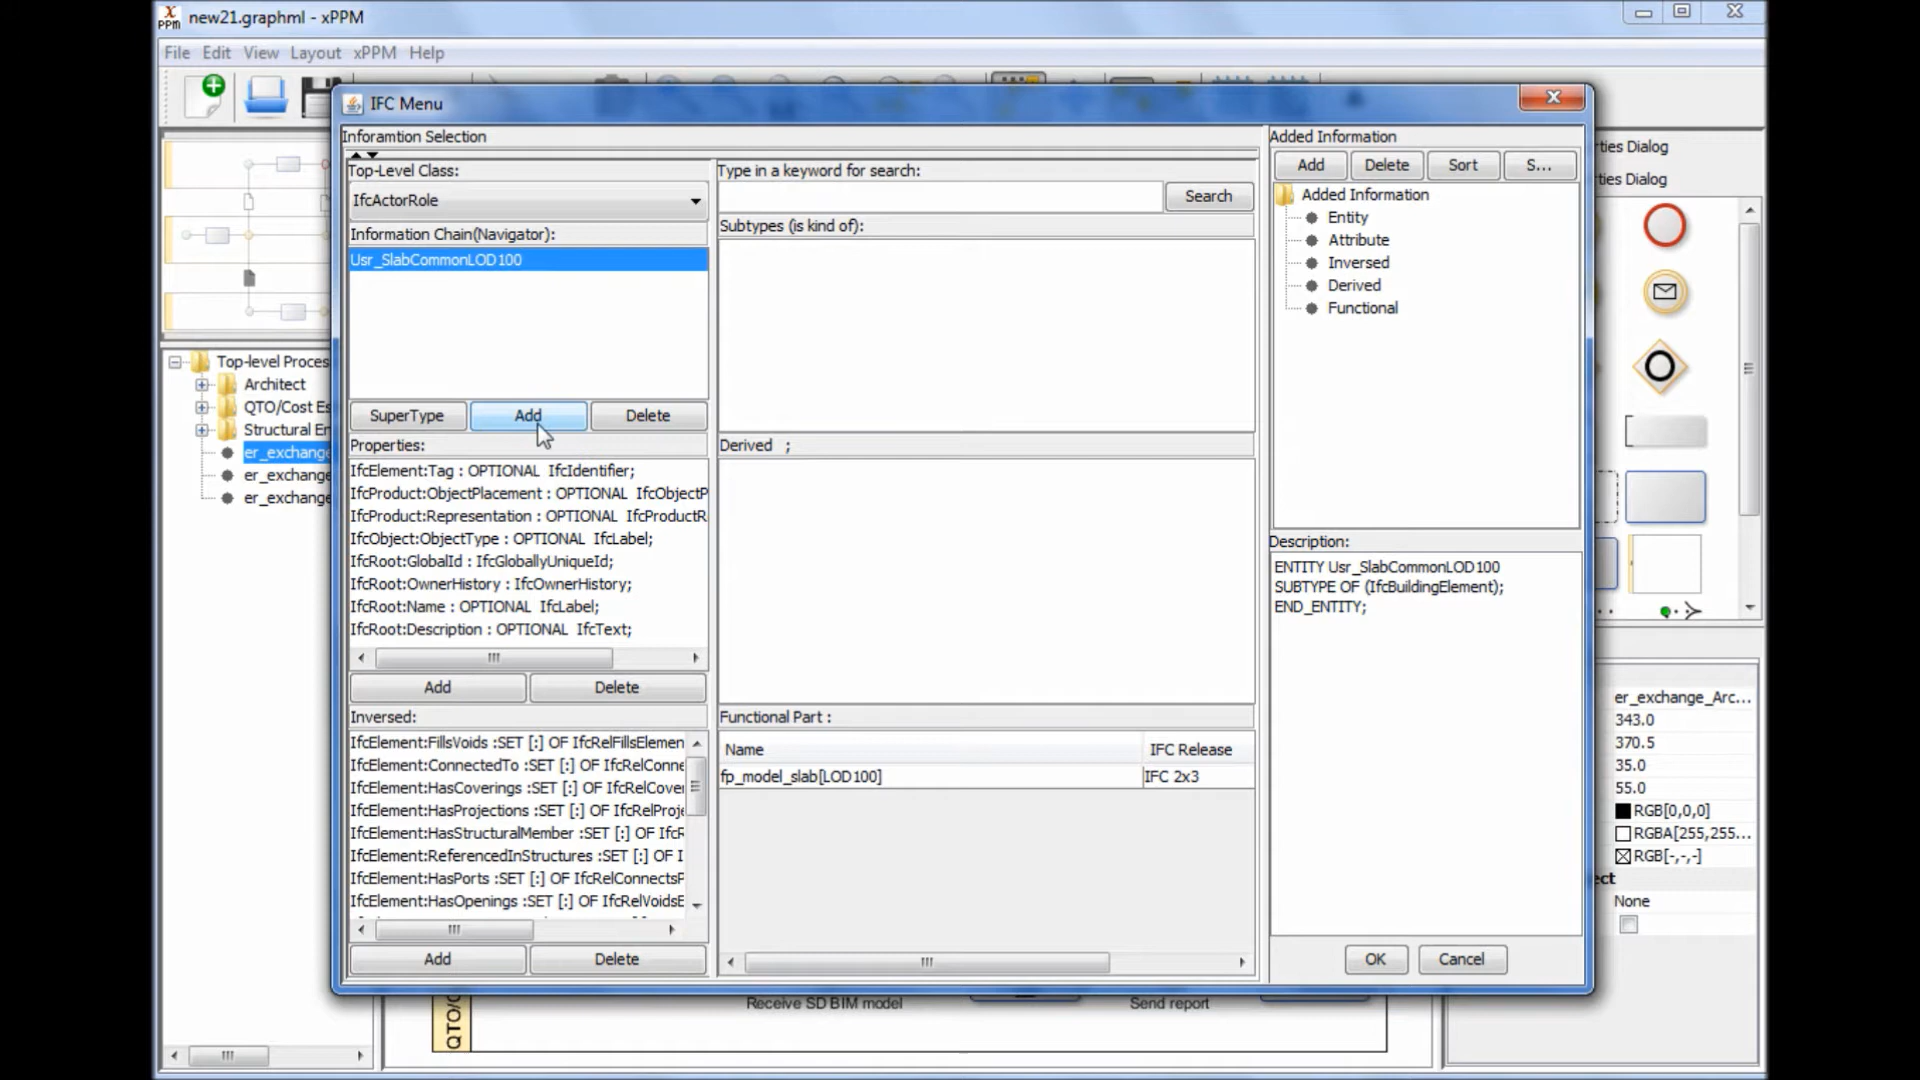 X
PPM
new21.graphml - xPPM
File Edit View Layout xPPM Help
IFC Menu
Inforamtion Selection
Added Information
ties Dialog
Top-Level Class:
Type in a keyword for search:
Add Delete Sort S...
ties Dialog
IfcActorRole
Search
Added Information
Information Chain(Navigator):
Subtypes (is kind of):
Entity
Usr_SlabCommonLOD100
Attribute
Inversed
Derived
Functional
Top-level Proces
Architect
QTO/Cost Es
Structural En
er_exchange
er_exchange
er_exchange
SuperType Add Delete
Properties:
Derived ;
IfcElement:Tag : OPTIONAL IfcIdentifier;
IfcProduct:ObjectPlacement : OPTIONAL IfcObjectP
IfcProduct:Representation : OPTIONAL IfcProductR
IfcObject:ObjectType : OPTIONAL IfcLabel;
IfcRoot:GlobalId : IfcGloballyUniqueId;
IfcRoot:OwnerHistory : IfcOwnerHistory;
IfcRoot:Name : OPTIONAL IfcLabel;
IfcRoot:Description : OPTIONAL IfcText;
Description:
ENTITY Usr_SlabCommonLOD100
SUBTYPE OF (IfcBuildingElement);
END_ENTITY;
Add Delete
Inversed:
Functional Part :
IfcElement:FillsVoids :SET [:] OF IfcRelFillsElemen
IfcElement:ConnectedTo :SET [:] OF IfcRelConne
IfcElement:HasCoverings :SET [:] OF IfcRelCover
IfcElement:HasProjections :SET [:] OF IfcRelProje
IfcElement:HasStructuralMember :SET [:] OF IfcR
IfcElement:ReferencedInStructures :SET [:] OF I
IfcElement:HasPorts :SET [:] OF IfcRelConnectsP
IfcElement:HasOpenings :SET [:] OF IfcRelVoidsE
Name IFC Release
fp_model_slab[LOD100] IFC 2x3
er_exchange_Arc...
343.0
370.5
35.0
55.0
RGB[0,0,0]
RGBA[255,255...
RGB[-,-,-]
ect
None
Add Delete
OK Cancel
QTO/C
Receive SD BIM model
Send report